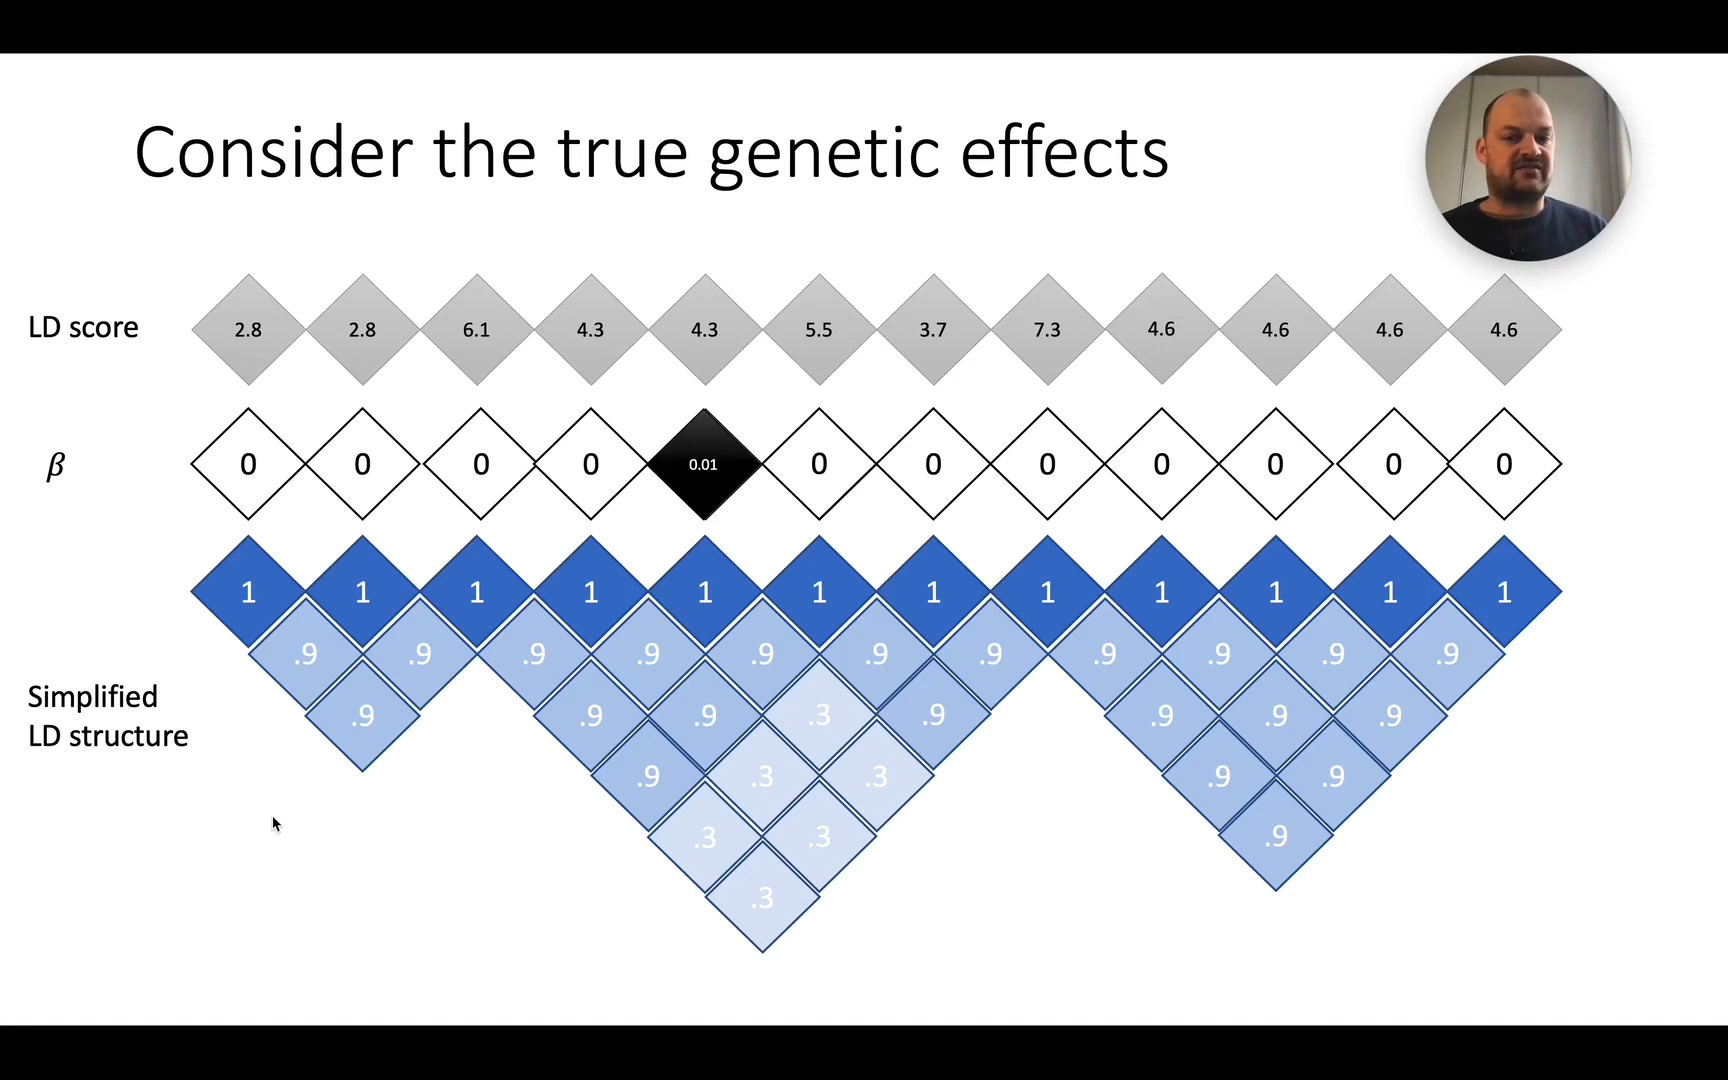 Consider the true genetic effects
LD score
2.8 2.8 6.1 4.3 4.3 5.5 3.7 7.3 4.6 4.6 4.6 4.6
β
0 0 0 0 0.01 0 0 0 0 0 0 0
1 1 1 1 1 1 1 1 1 1 1 1
.9 .9 .9 .9 .9 .9 .9 .9 .9 .9 .9
Simplified
LD structure
.9 .9 .9 .3 .9 .9 .9 .9
.9 .3 .3 .9 .9
.3 .3 .9
.3